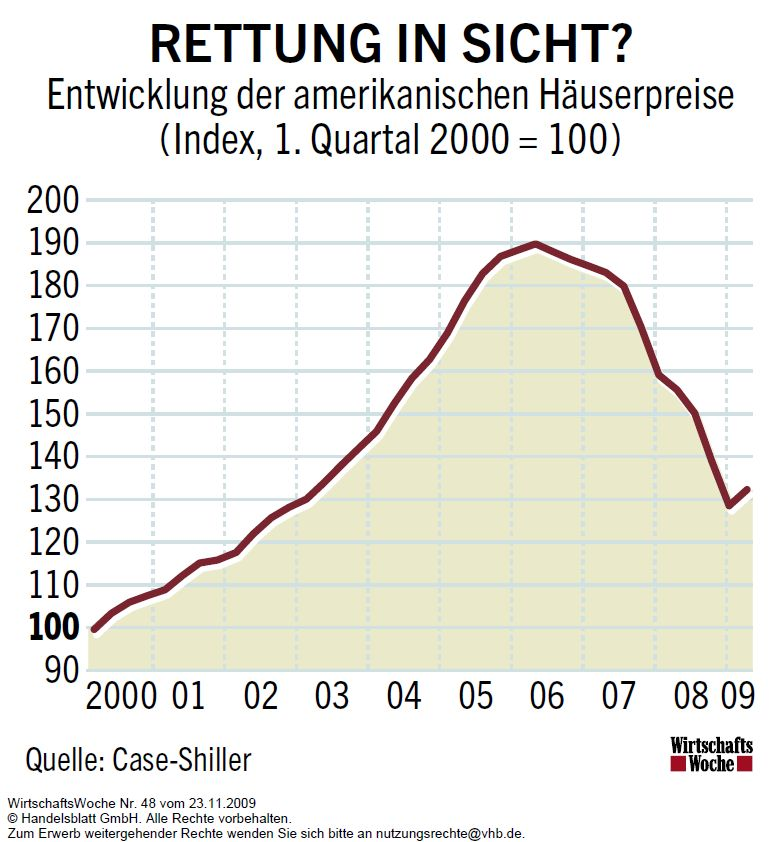 RETTUNG IN SICHT?
Entwicklung der amerikanischen Häuserpreise
(Index, 1. Quartal 2000 = 100)
200
190
180
170
160
150
140
130
120
110
100
90
2000 01 02 03 04 05 06 07 08 09
Quelle: Case-Shiller
Wirtschafts
Woche
WirtschaftsWoche Nr. 48 vom 23.11.2009
© Handelsblatt GmbH. Alle Rechte vorbehalten.
Zum Erwerb weitergehender Rechte wenden Sie sich bitte an nutzungsrechte@vhb.de.